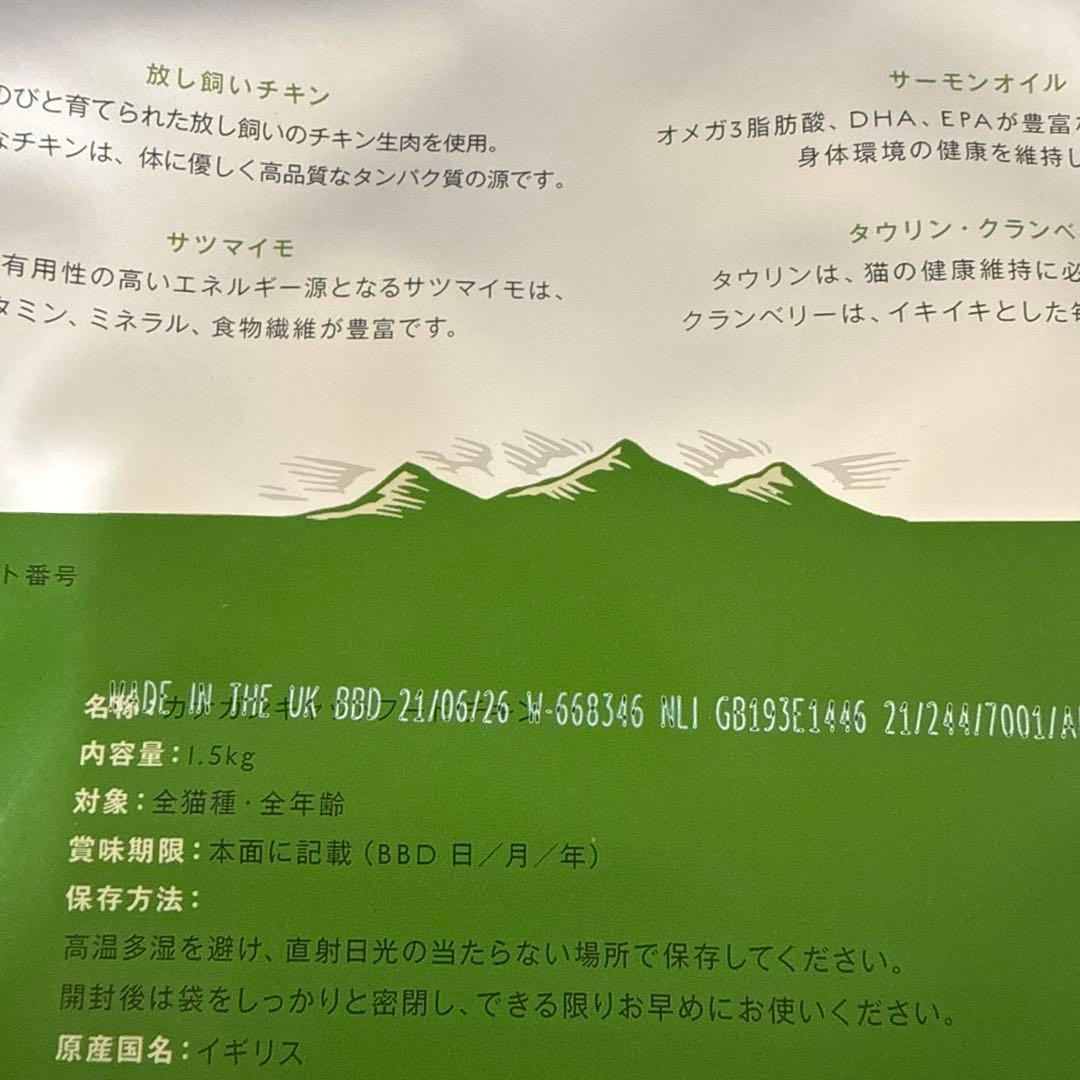 放し飼いチキン
のびと育てられた放し飼いのチキン生肉を使用。
なチキンは、体に優しく高品質なタンパク質の源です。
サーモンオイル
オメガ3脂肪酸、DHA、EPAが豊富
身体環境の健康を維持し
サツマイモ
有用性の高いエネルギー源となるサツマイモは、
タミン、ミネラル、食物繊維が豊富です。
タウリン・クランベ
タウリンは、猫の健康維持に必
クランベリーは、イキイキとした毎
ト番号
MADE IN THE UK BBD 21/06/26 W-668346 NLI GB193E1446 21/244/7001/A
名称：
内容量：1.5kg
対象：全猫種・全年齢
賞味期限：本面に記載（BBD 日／月／年）
保存方法：
高温多湿を避け、直射日光の当たらない場所で保存してください。
開封後は袋をしっかりと密閉し、できる限りお早めにお使いください。
原産国名：イギリス